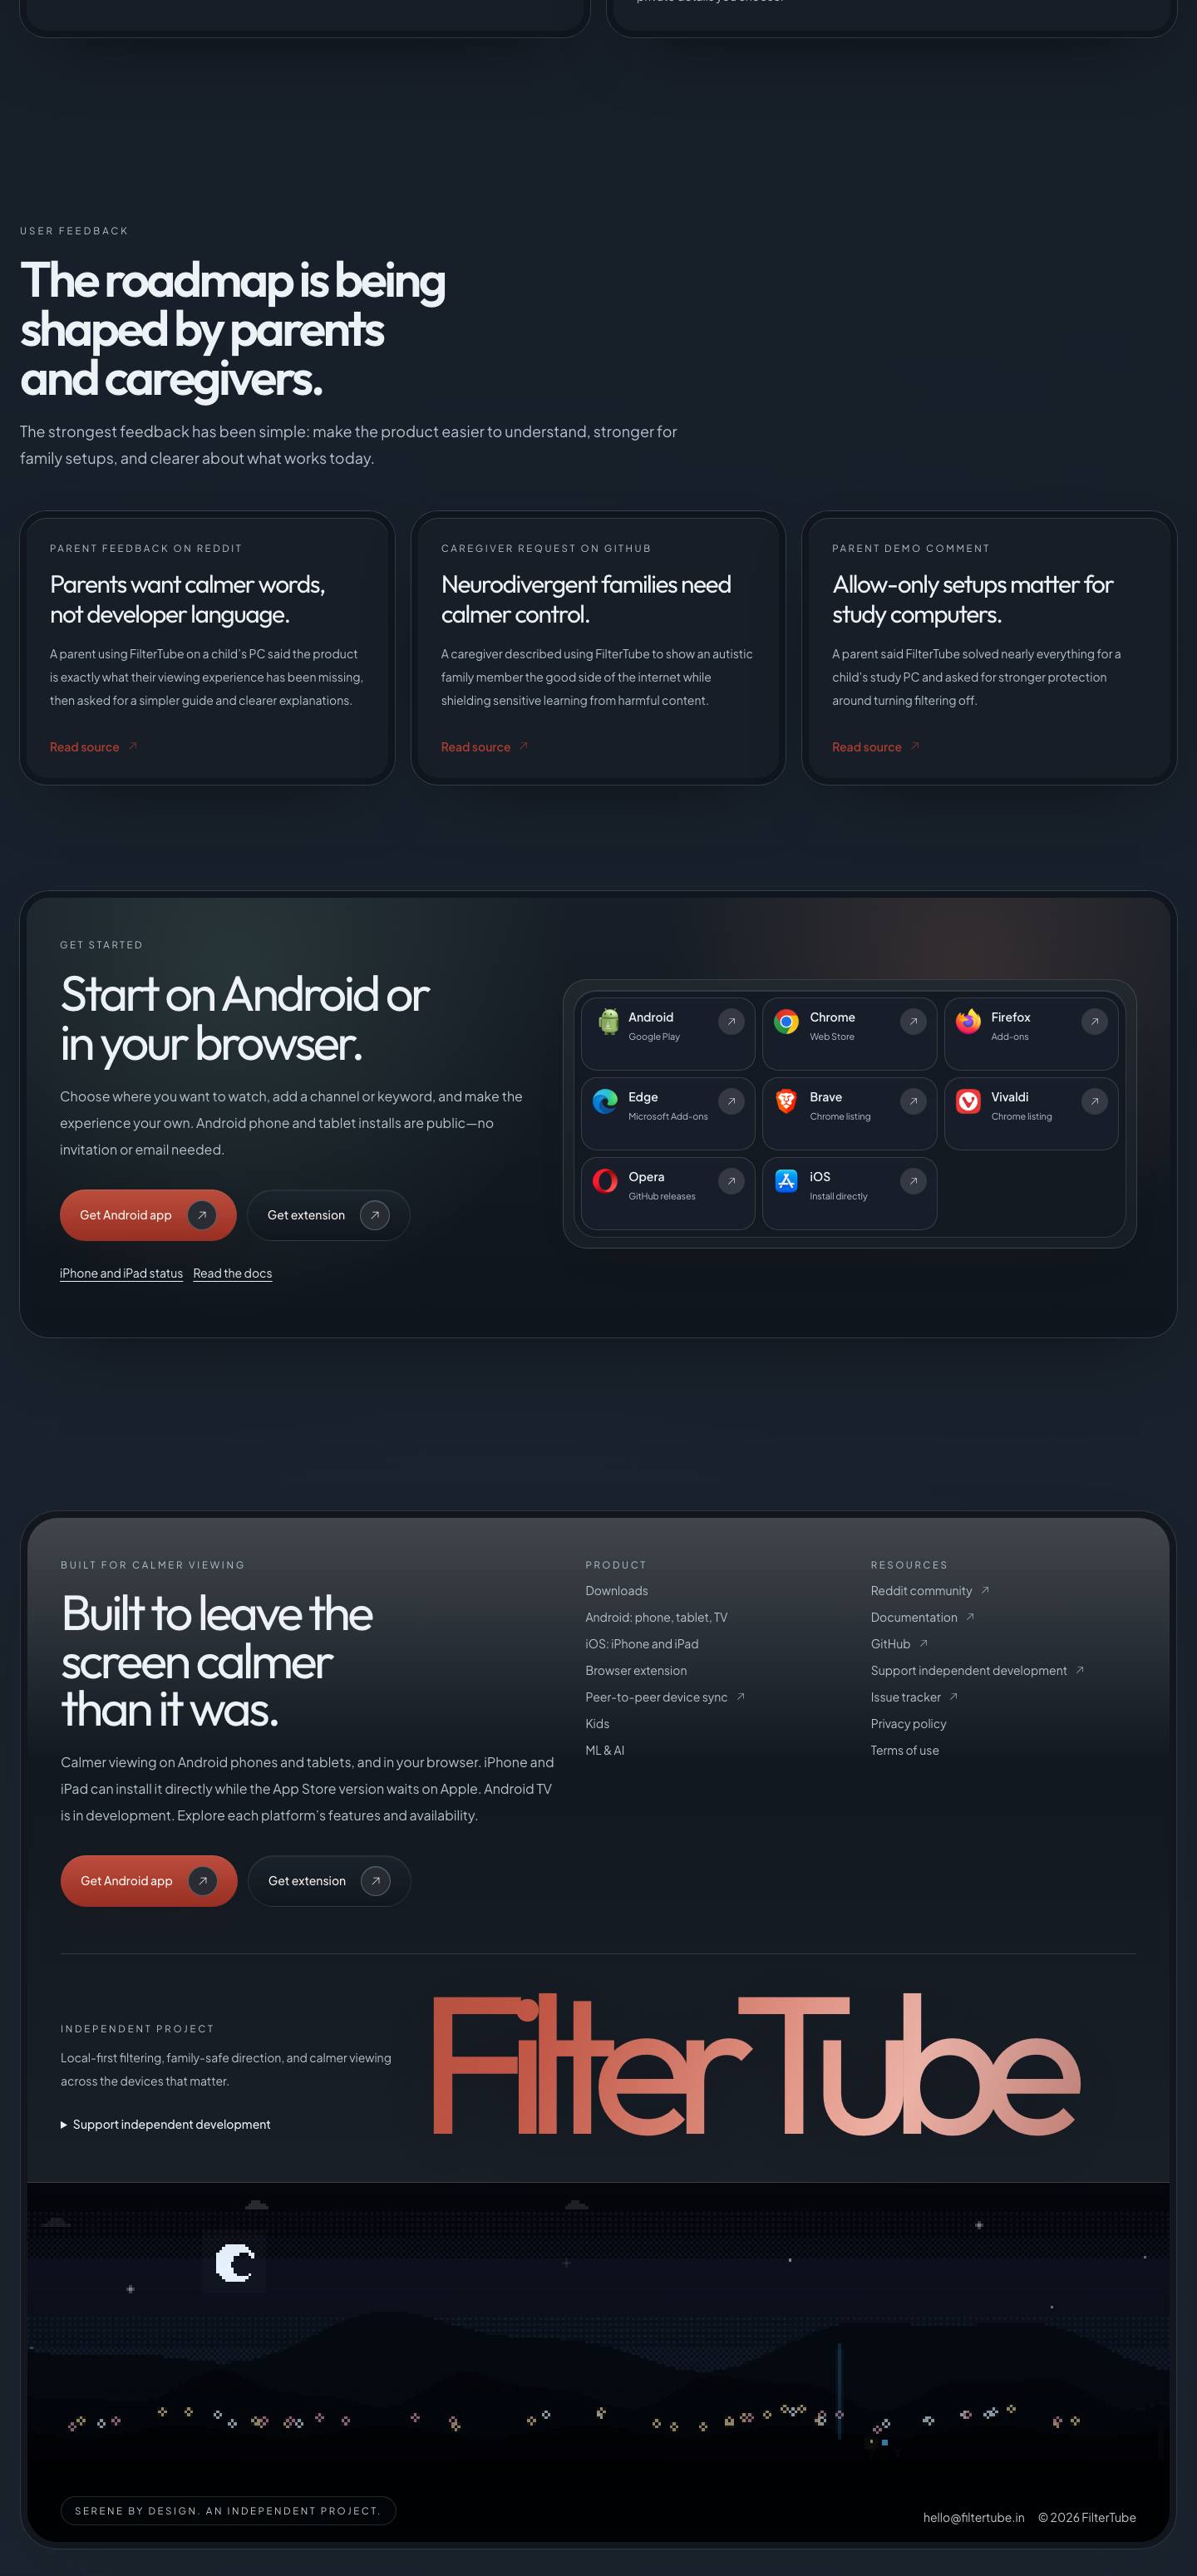 USER FEEDBACK
The roadmap is being
shaped by parents
and caregivers.
The strongest feedback has been simple: make the product easier to understand, stronger for
family setups, and clearer about what works today.
PARENT FEEDBACK ON REDDIT
Parents want calmer words,
not developer language.
A parent using FilterTube on a child's PC said the product
is exactly what their viewing experience has been missing,
then asked for a simpler guide and clearer explanations.
Read source
CAREGIVER REQUEST ON GITHUB
Neurodivergent families need
calmer control.
A caregiver described using FilterTube to show an autistic
family member the good side of the internet while
shielding sensitive learning from harmful content.
Read source
PARENT DEMO COMMENT
Allow-only setups matter for
study computers.
A parent said FilterTube solved nearly everything for a
child's study PC and asked for stronger protection
around turning filtering off.
Read source
GET STARTED
Start on Android or
in your browser.
Choose where you want to watch, add a channel or keyword, and make the
experience your own. Android phone and tablet installs are public—no
invitation or email needed.
Get Android app
Get extension
iPhone and iPad status
Read the docs
Android
Google Play
Chrome
Web Store
Firefox
Add-ons
Edge
Microsoft Add-ons
Brave
Chrome listing
Vivaldi
Chrome listing
Opera
GitHub releases
iOS
Install directly
BUILT FOR CALMER VIEWING
Built to leave the
screen calmer
than it was.
Calmer viewing on Android phones and tablets, and in your browser. iPhone and
iPad can install it directly while the App Store version waits on Apple. Android TV
is in development. Explore each platform's features and availability.
Get Android app
Get extension
PRODUCT
Downloads
Android: phone, tablet, TV
iOS: iPhone and iPad
Browser extension
Peer-to-peer device sync
Kids
ML & AI
RESOURCES
Reddit community
Documentation
GitHub
Support independent development
Issue tracker
Privacy policy
Terms of use
INDEPENDENT PROJECT
Local-first filtering, family-safe direction, and calmer viewing
across the devices that matter.
Support independent development
FilterTube
SERENE BY DESIGN. AN INDEPENDENT PROJECT.
hello@filtertube.in
© 2026 FilterTube